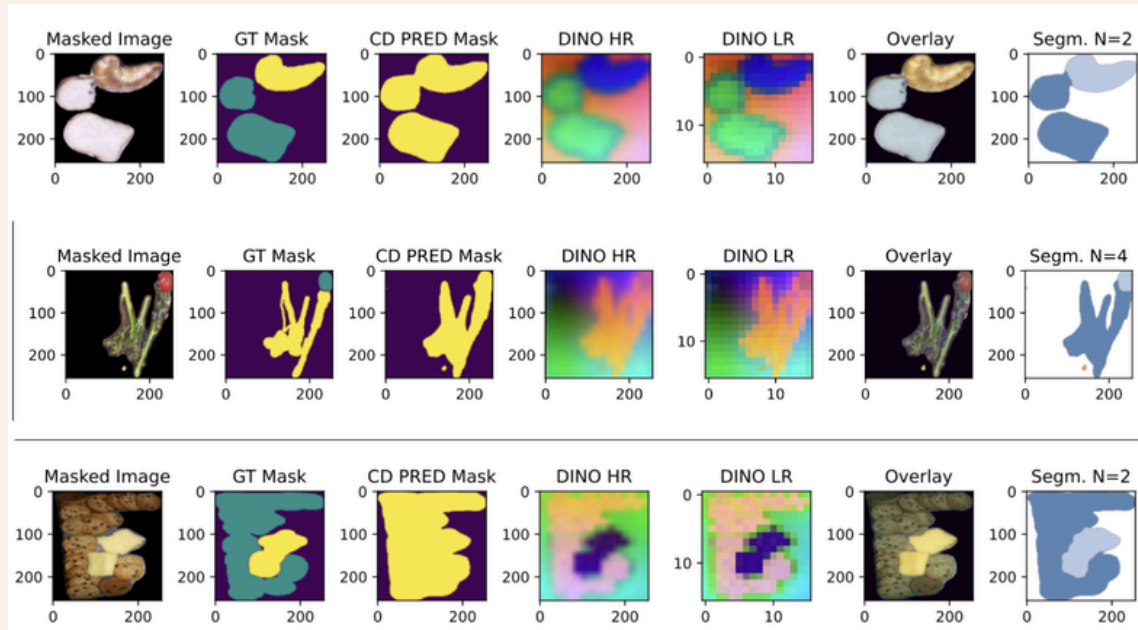 Masked Image GT Mask CD PRED Mask DINO HR DINO LR Overlay Segm. N=2
0 0 0 0 0 0 0
100 100 100 100 100 100
10
200 200 200 200 200 200
0 200 0 200 0 200 0 200 0 10 0 200 0 200
Masked Image GT Mask CD PRED Mask DINO HR DINO LR Overlay Segm. N=4
0 0 0 0 0 0 0
100 100 100 100 100 100
10
200 200 200 200 200 200
0 200 0 200 0 200 0 200 0 10 0 200 0 200
Masked Image GT Mask CD PRED Mask DINO HR DINO LR Overlay Segm. N=2
0 0 0 0 0 0 0
100 100 100 100 100 100
10
200 200 200 200 200 200
0 200 0 200 0 200 0 200 0 10 0 200 0 200